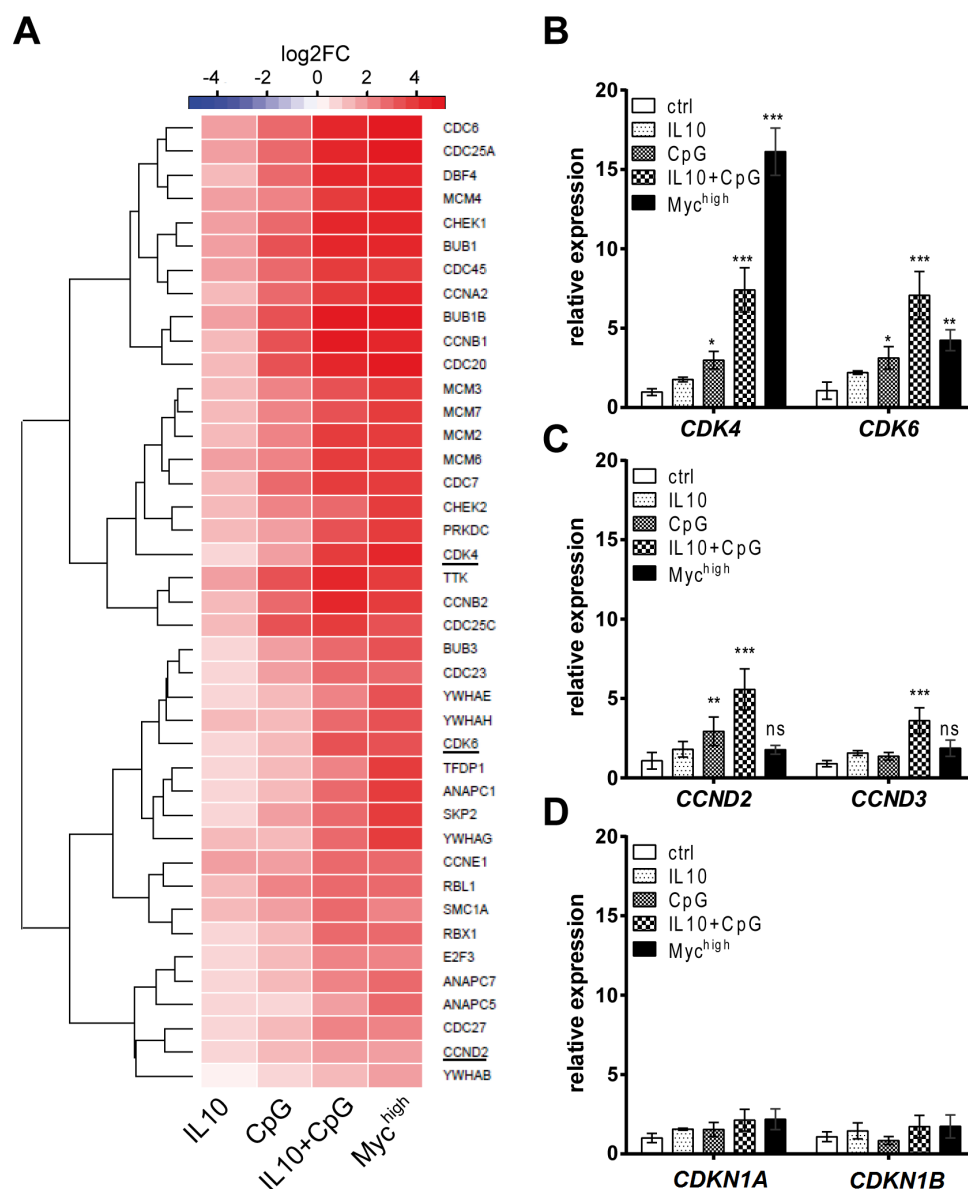 A
log2FC
-4 -2 0 2 4
CDC6
CDC25A
DBF4
MCM4
CHEK1
BUB1
CDC45
CCNA2
BUB1B
CCNB1
CDC20
MCM3
MCM7
MCM2
MCM6
CDC7
CHEK2
PRKDC
CDK4
TTK
CCNB2
CDC25C
BUB3
CDC23
YWHAE
YWHAH
CDK6
TFDP1
ANAPC1
SKP2
YWHAG
CCNE1
RBL1
SMC1A
RBX1
E2F3
ANAPC7
ANAPC5
CDC27
CCND2
YWHAB
IL10 CpG IL10+CpG Myc^high
B
relative expression
20
15
10
5
0
ctrl
IL10
CpG
IL10+CpG
Myc^high
* *** *** * *** **
CDK4 CDK6
C
relative expression
20
15
10
5
0
ctrl
IL10
CpG
IL10+CpG
Myc^high
** *** ns *** ns
CCND2 CCND3
D
relative expression
20
15
10
5
0
ctrl
IL10
CpG
IL10+CpG
Myc^high
CDKN1A CDKN1B